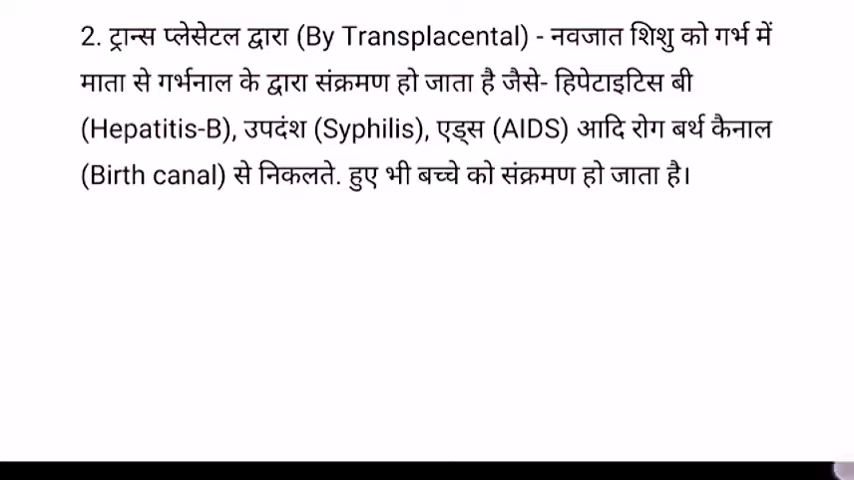 2. ट्रान्स प्लेसेटल द्वारा (By Transplacental) - नवजात शिशु को गर्भ में
माता से गर्भनाल के द्वारा संक्रमण हो जाता है जैसे- हिपेटाइटिस बी
(Hepatitis-B), उपदंश (Syphilis), एड्स (AIDS) आदि रोग बर्थ कैनाल
(Birth canal) से निकलते. हुए भी बच्चे को संक्रमण हो जाता है।